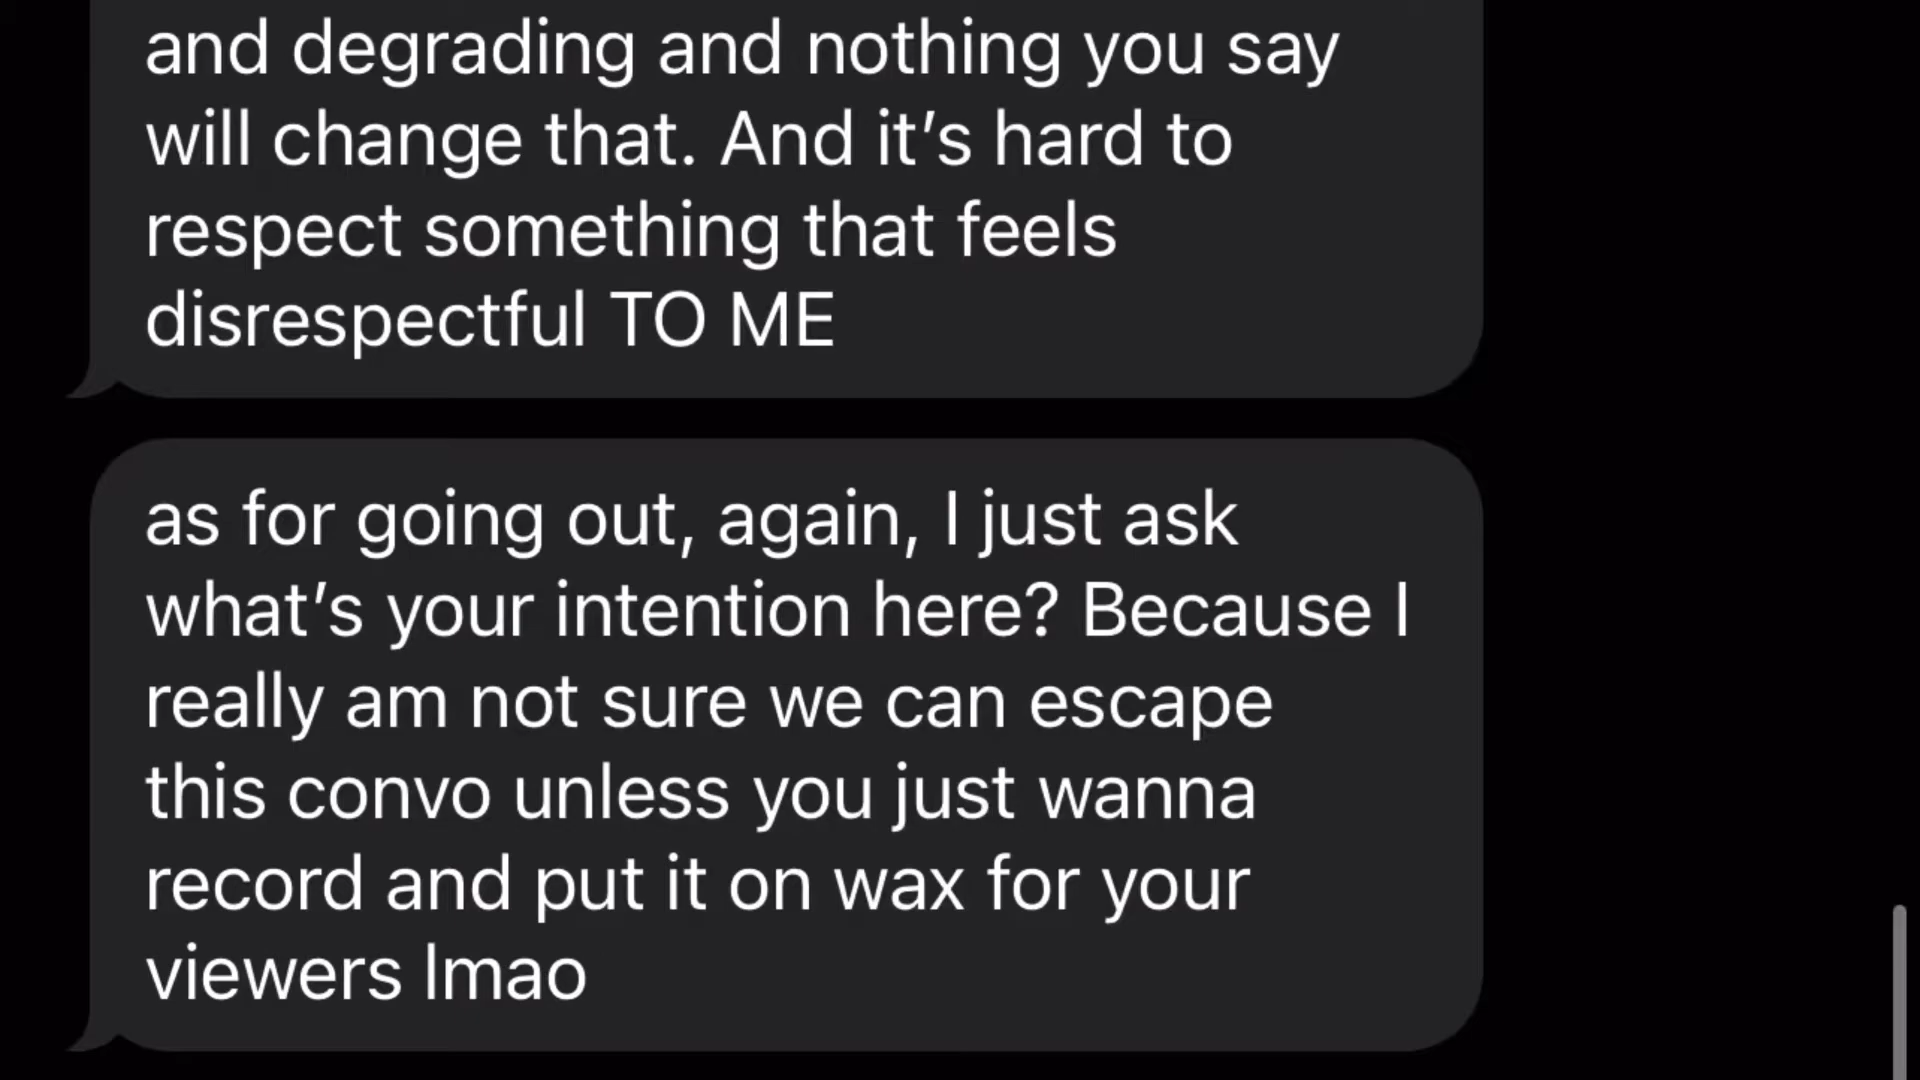 and degrading and nothing you say
will change that. And it’s hard to
respect something that feels
disrespectful TO ME
as for going out, again, I just ask
what’s your intention here? Because I
really am not sure we can escape
this convo unless you just wanna
record and put it on wax for your
viewers lmao